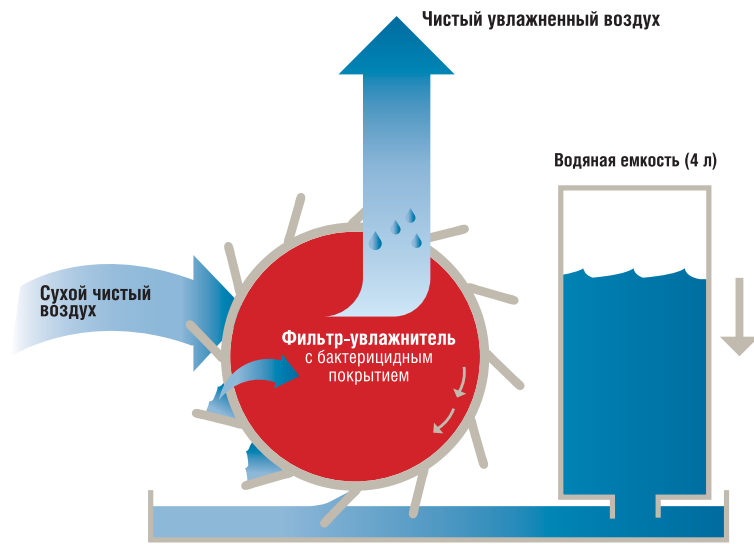 Чистый увлажненный воздух
Водяная емкость (4 л)
Сухой чистый
воздух
Фильтр-увлажнитель
с бактерицидным
покрытием